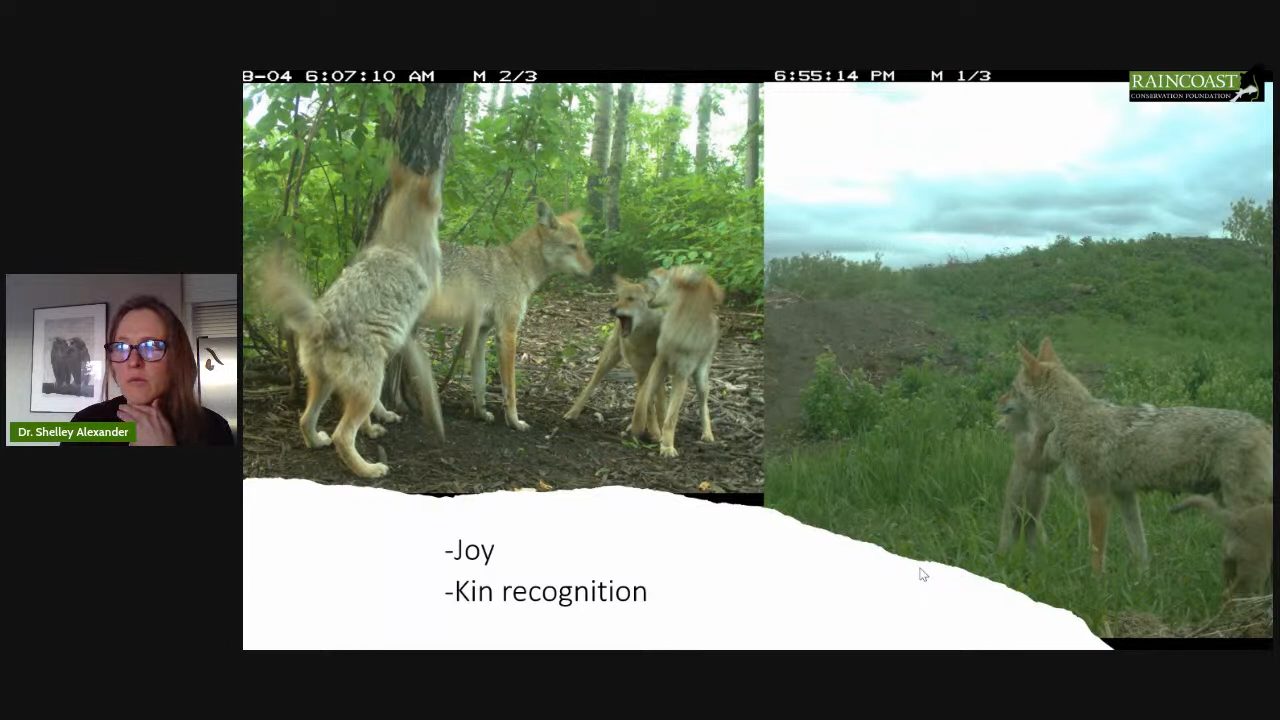 8-04 6:07:10 AM M 2/3
6:55:14 PM M 1/3
RAINCOAST
CONSERVATION FOUNDATION
Dr. Shelley Alexander
-Joy
-Kin recognition